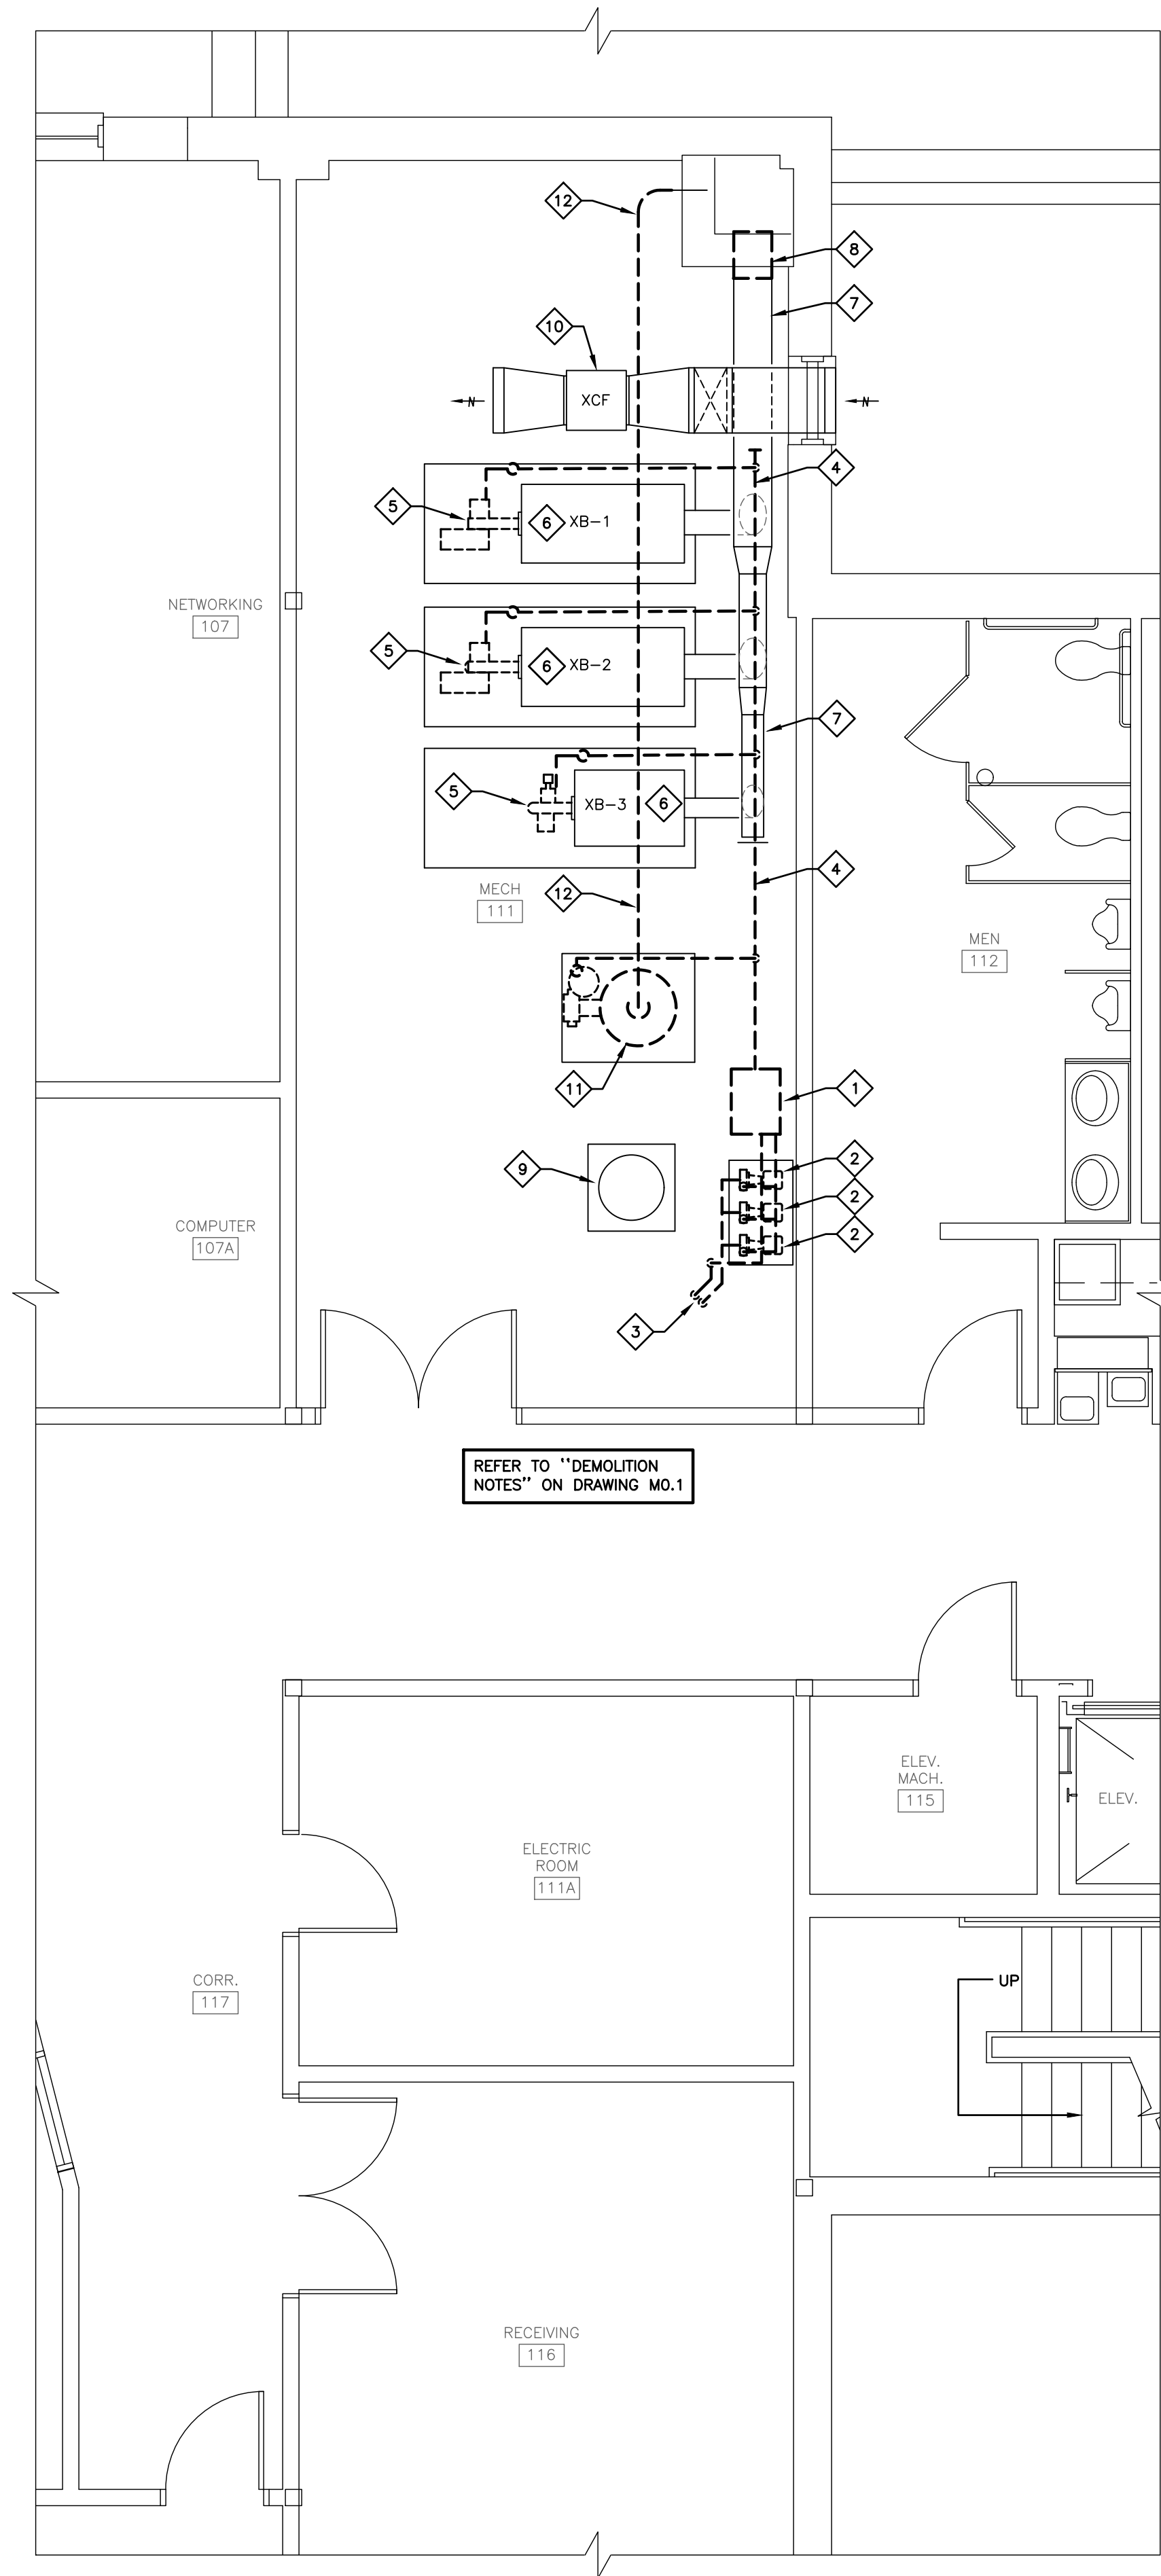 12
8
7
10
XCF
N
N
4
5
6 XB-1
NETWORKING
107
5
6 XB-2
7
5
XB-3 6
4
MECH
111
12
MEN
112
11
1
2
9
2
COMPUTER
107A
2
3
REFER TO "DEMOLITION
NOTES" ON DRAWING M0.1
ELEV.
MACH.
115
ELEV.
ELECTRIC
ROOM
111A
CORR.
117
UP
RECEIVING
116